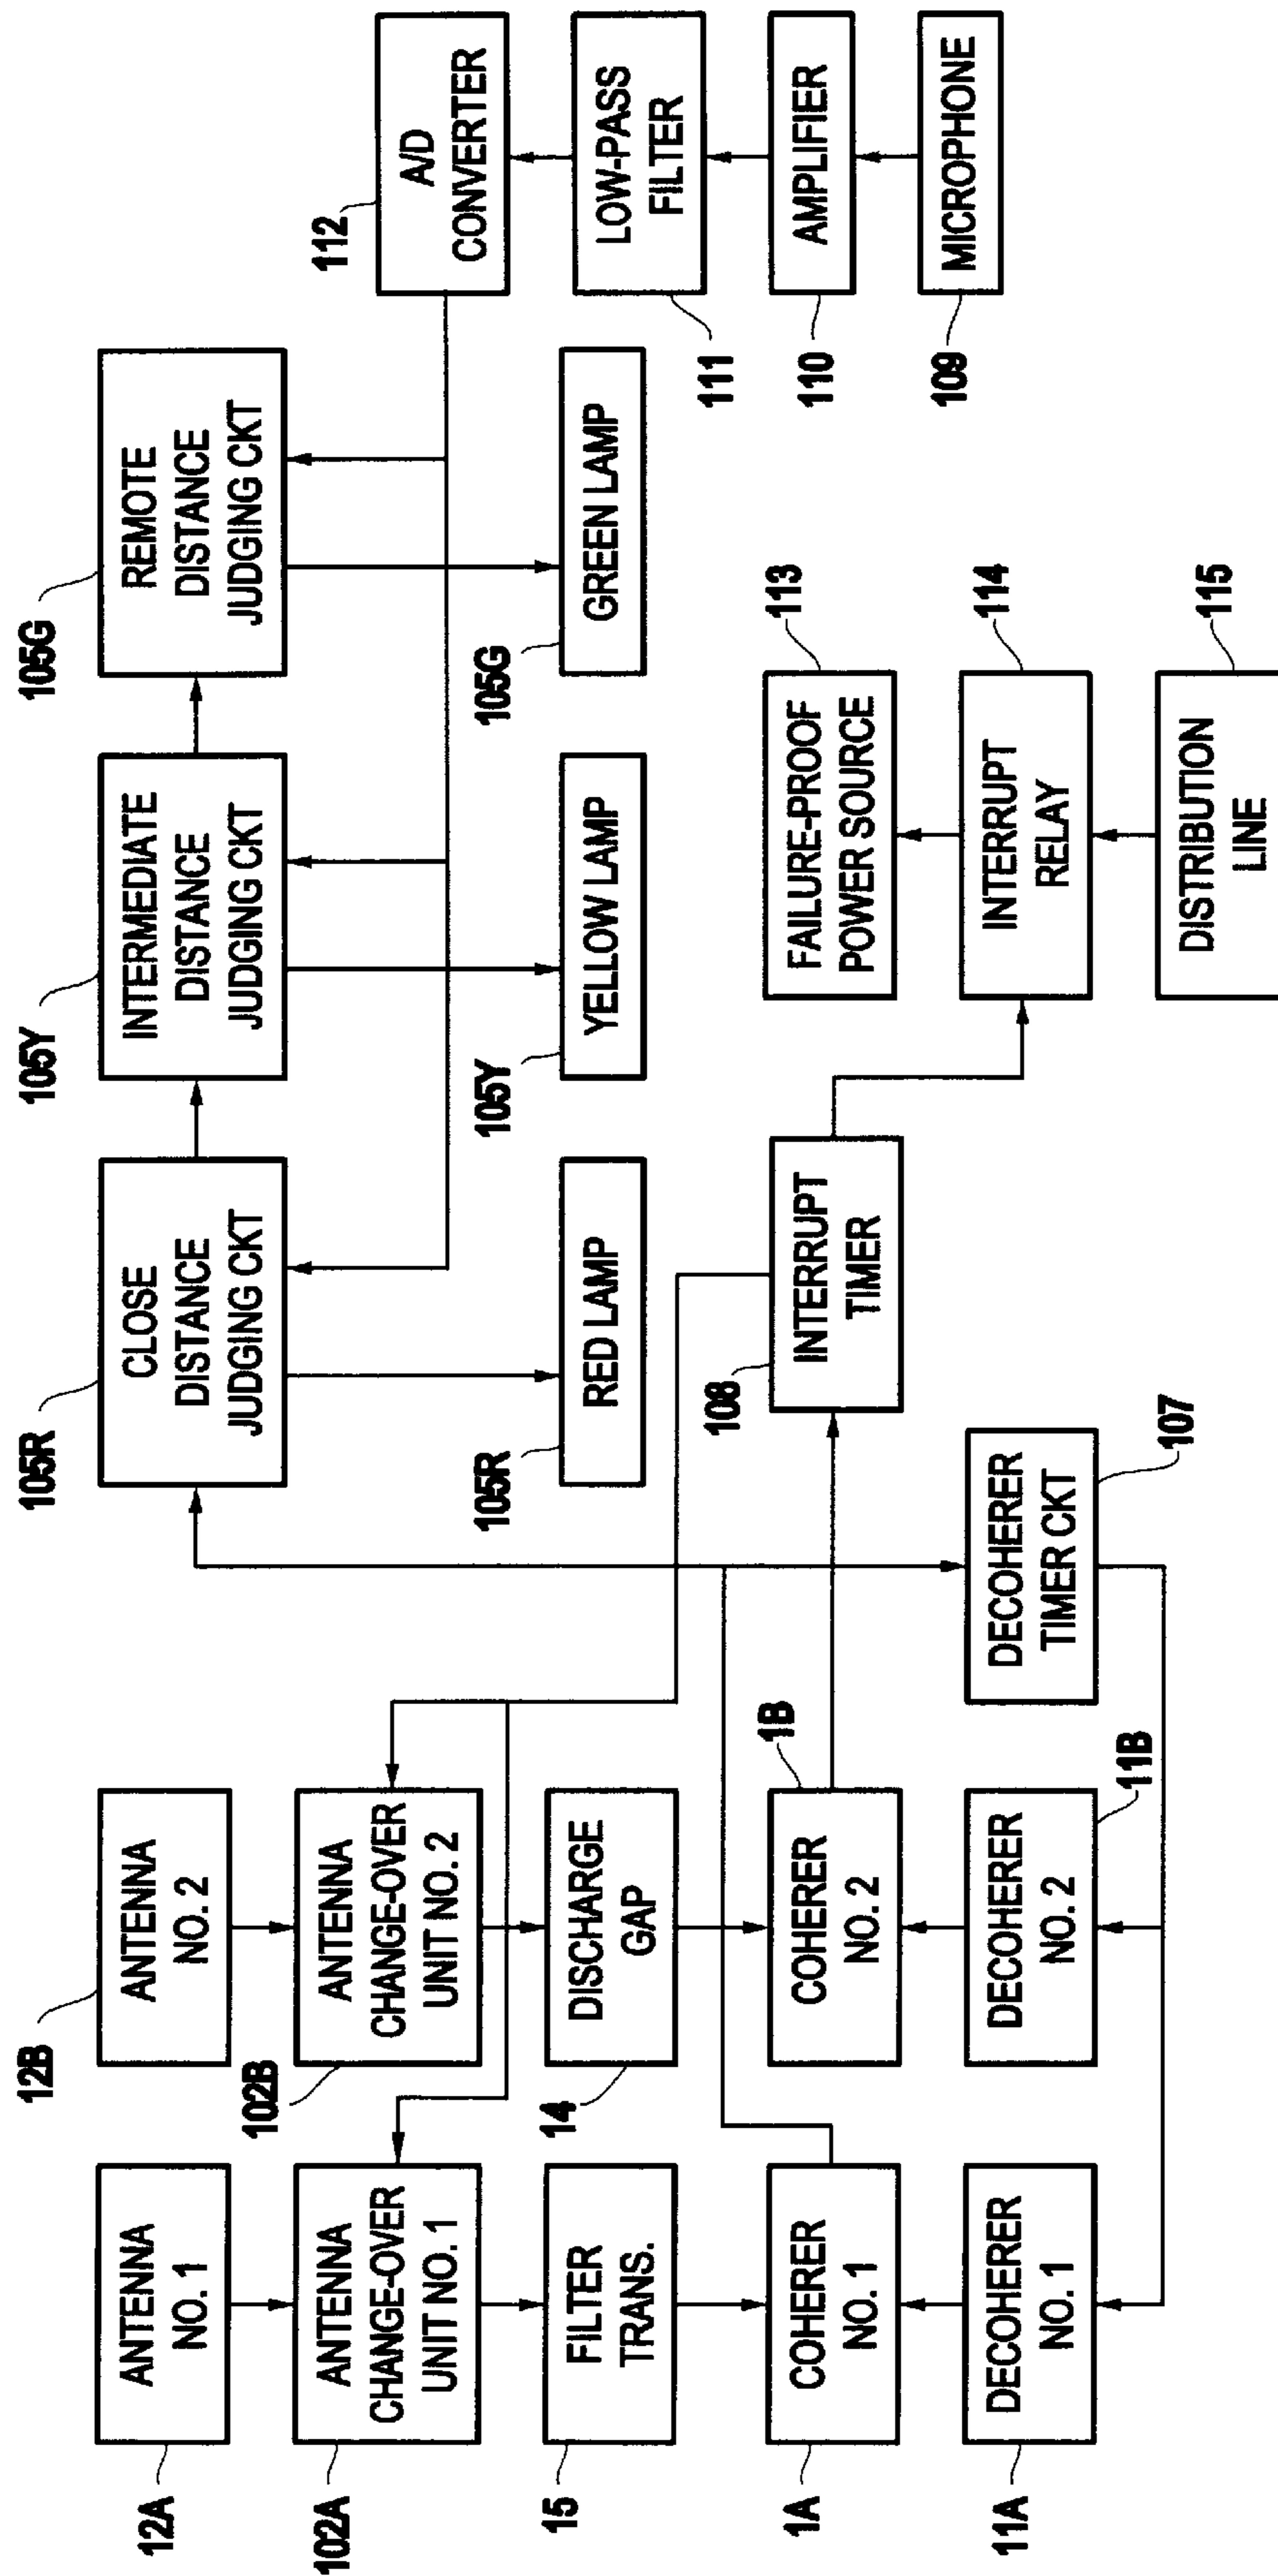 12A
ANTENNA
NO. 1
102A
ANTENNA
CHANGE-OVER
UNIT NO. 1
15
FILTER
TRANS.
1A
COHERER
NO. 1
11A
DECOHERER
NO. 1
12B
ANTENNA
NO. 2
102B
ANTENNA
CHANGE-OVER
UNIT NO. 2
14
DISCHARGE
GAP
1B
COHERER
NO. 2
11B
DECOHERER
NO. 2
107
DECOHERER
TIMER CKT
108
INTERRUPT
TIMER
105R
CLOSE
DISTANCE
JUDGING CKT
105R
RED LAMP
105Y
INTERMEDIATE
DISTANCE
JUDGING CKT
105Y
YELLOW LAMP
105G
REMOTE
DISTANCE
JUDGING CKT
105G
GREEN LAMP
113
FAILURE-PROOF
POWER SOURCE
114
INTERRUPT
RELAY
115
DISTRIBUTION
LINE
112
A/D
CONVERTER
111
LOW-PASS
FILTER
110
AMPLIFIER
109
MICROPHONE